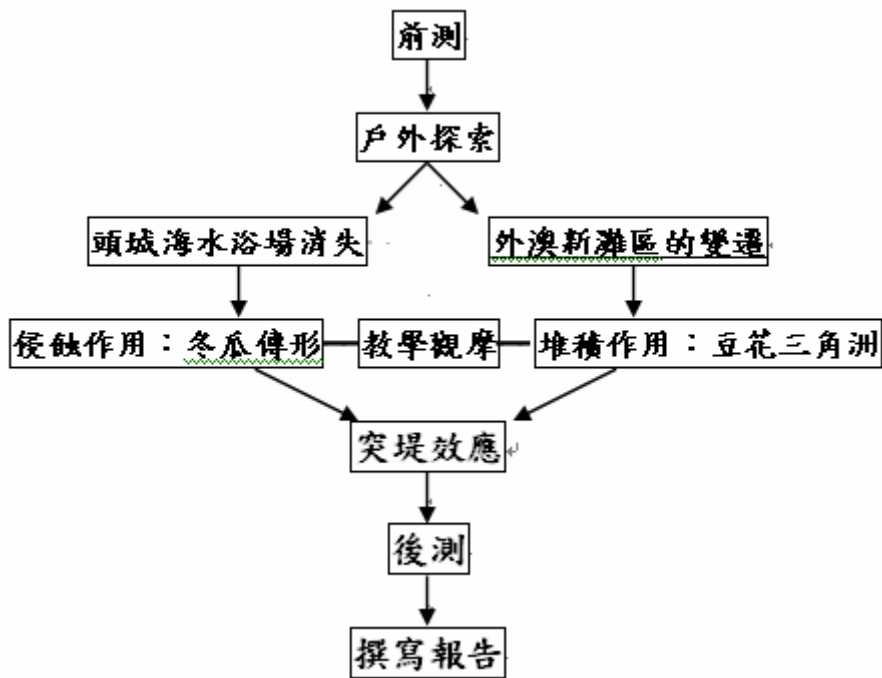 前測
戶外探索
頭城海水浴場消失
外澳新灘區的變遷
侵蝕作用：冬瓜傳形
教學觀摩
堆積作用：豆花三角洲
突堤效應
後測
撰寫報告